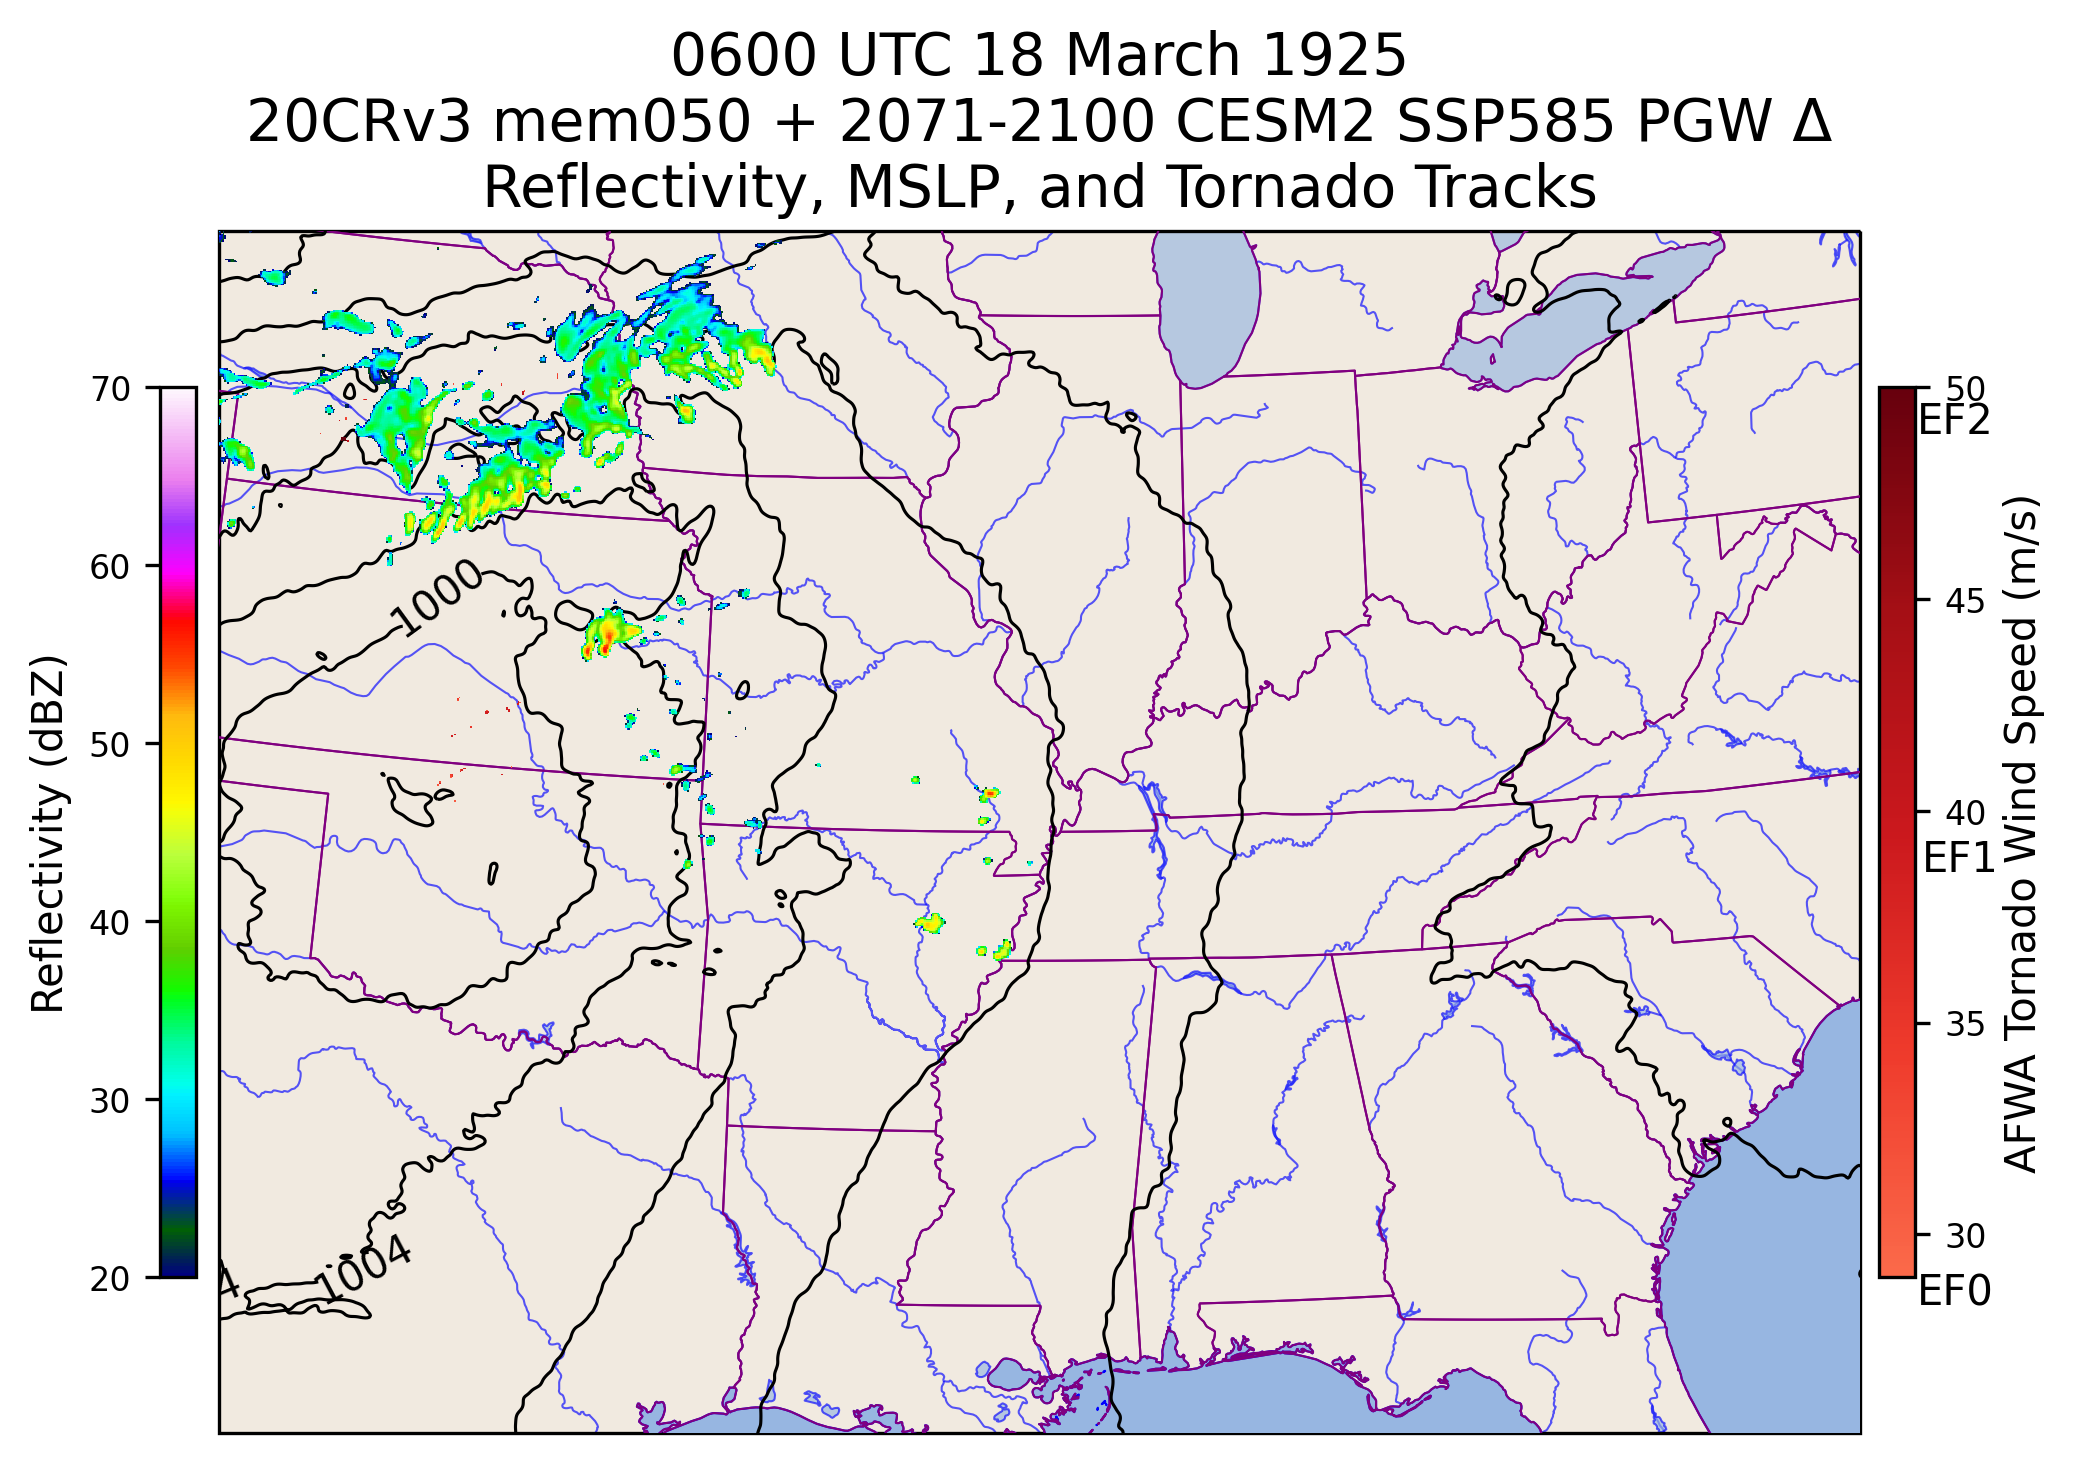 0600 UTC 18 March 1925
20CRv3 mem050 + 2071-2100 CESM2 SSP585 PGW Δ
Reflectivity, MSLP, and Tornado Tracks
70
60
50
40
30
20
Reflectivity (dBZ)
1000
1004
4
50
EF2
45
40
EF1
35
30
EF0
AFWA Tornado Wind Speed (m/s)